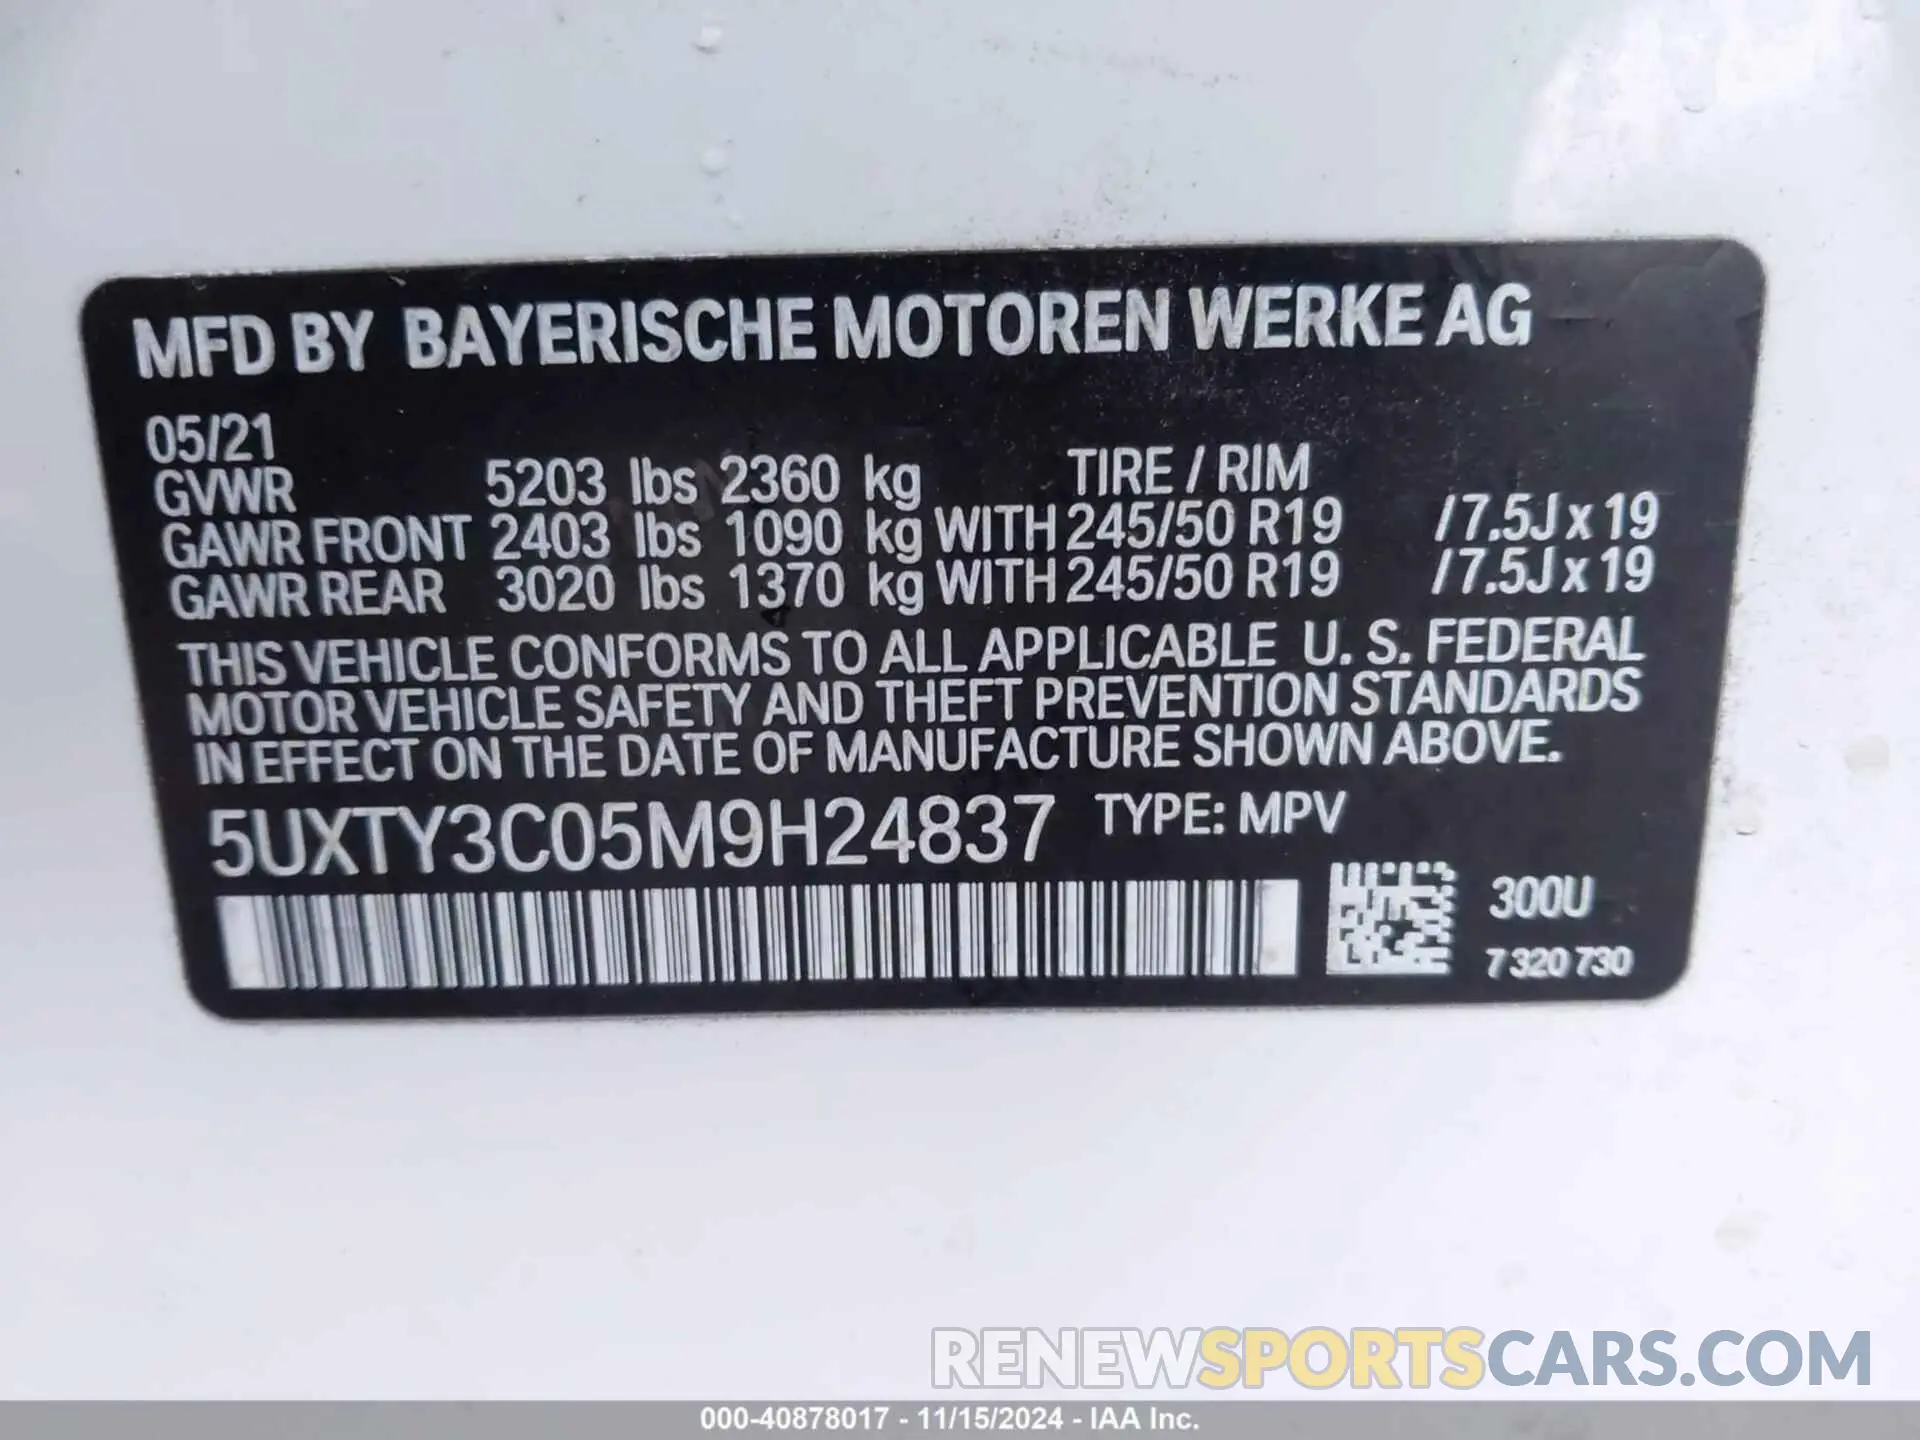 MFD BY BAYERISCHE MOTOREN WERKE AG
05/21
GVWR 5203 lbs 2360 kg TIRE / RIM
GAWR FRONT 2403 lbs 1090 kg WITH 245/50 R19 /7.5J x 19
GAWR REAR 3020 lbs 1370 kg WITH 245/50 R19 /7.5J x 19
THIS VEHICLE CONFORMS TO ALL APPLICABLE U. S. FEDERAL
MOTOR VEHICLE SAFETY AND THEFT PREVENTION STANDARDS
IN EFFECT ON THE DATE OF MANUFACTURE SHOWN ABOVE.
5UXTY3C05M9H24837 TYPE: MPV
300U
7 320 730
RENEWSPORTSCARS.COM
000-40878017 - 11/15/2024 - IAA Inc.